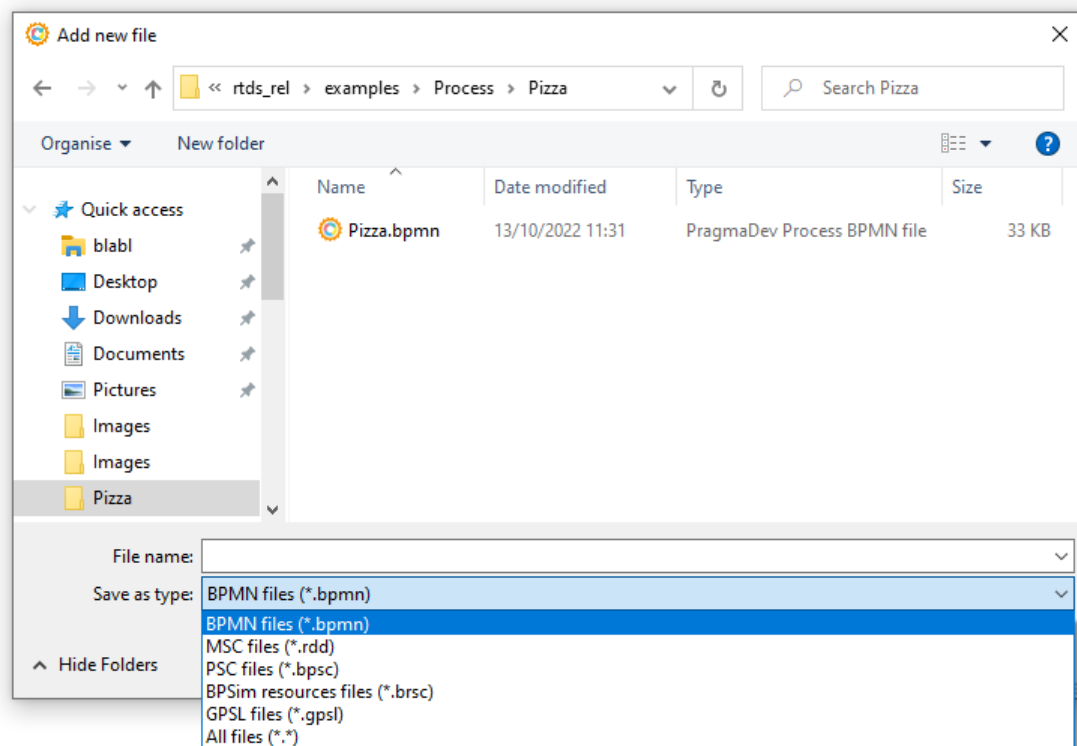 Add new file
« rtds_rel › examples › Process › Pizza
Search Pizza
Organise
New folder
?
Name
Date modified
Type
Size
Quick access
Pizza.bpmn
13/10/2022 11:31
PragmaDev Process BPMN file
33 KB
blabl
Desktop
Downloads
Documents
Pictures
Images
Images
Pizza
File name:
Save as type: BPMN files (*.bpmn)
BPMN files (*.bpmn)
MSC files (*.rdd)
Hide Folders
PSC files (*.bpsc)
BPSim resources files (*.brsc)
GPSL files (*.gpsl)
All files (*.*)